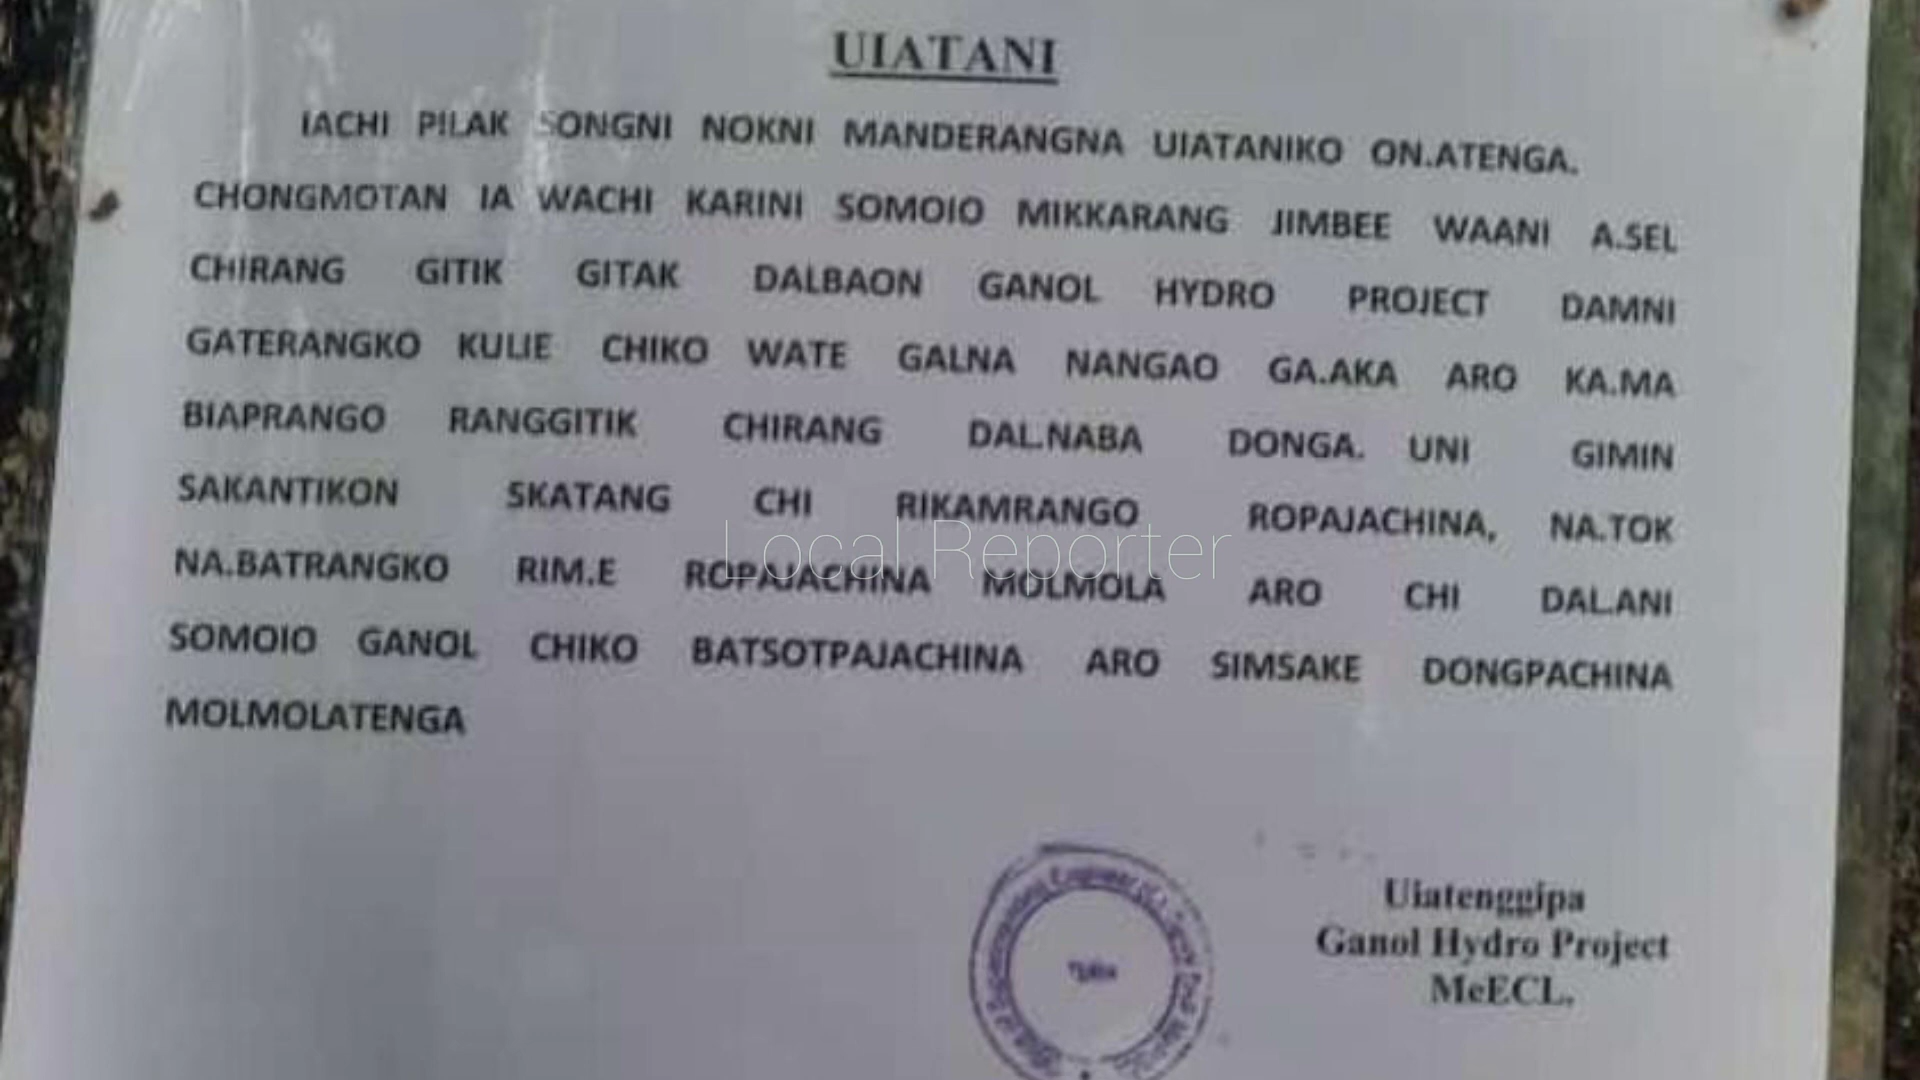 UIATANI
IACHI PILAK SONGNI NOKNI MANDERANGNA UIATANIKO ON.ATENGA.
CHONGMOTAN IA WACHI KARINI SOMOIO MIKKARANG JIMBEE WAANI A.SEL
CHIRANG GITIK GITAK DALBAON GANOL HYDRO PROJECT DAMNI
GATERANGKO KULIE CHIKO WATE GALNA NANGAO GA.AKA ARO KA.MA
BIAPRANGO RANGGITIK CHIRANG DAL.NABA DONGA. UNI GIMIN
SAKANTIKON SKATANG CHI RIKAMRANGO ROPAJACHINA, NA.TOK
NA.BATRANGKO RIM.E ROPAJACHINA MOLMOLA ARO CHI DAL.ANI
SOMOIO GANOL CHIKO BATSOTPAJACHINA ARO SIMSAKE DONGPACHINA
MOLMOLATENGA
Local Reporter
Uiatenggipa
Ganol Hydro Project
MeECL.